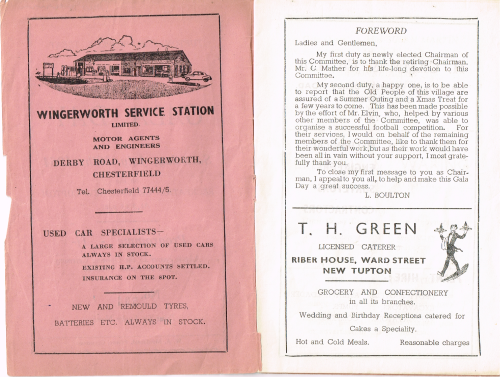 WINGERWORTH SERVICE STATION
LIMITED
MOTOR AGENTS
AND ENGINEERS
DERBY ROAD, WINGERWORTH,
CHESTERFIELD
Tel. Chesterfield 77444/5.
USED CAR SPECIALISTS—
A LARGE SELECTION OF USED CARS
ALWAYS IN STOCK.
EXISTING H.P. ACCOUNTS SETTLED.
INSURANCE ON THE SPOT.
NEW AND REMOULD TYRES,
BATTERIES ETC. ALWAYS IN STOCK.
FOREWORD
Ladies and Gentlemen,
My first duty as newly elected Chairman of
this Committee, is to thank the retiring Chairman,
Mr. C. Mather for his life-long devotion to this
Committee.
My second duty, a happy one, is to be able
to report that the Old People of this village are
assured of a Summer Outing and a Xmas Treat for
a few years to come. This has been made possible
by the effort of Mr. Elvin, who, helped by various
other members of the Committee, was able to
organise a successful football competition. For
their services, I would on behalf of the remaining
members of the Committee, like to thank them for
their wonderful work, but as their work would have
been all in vain without your support, I most grate-
fully thank you.
To close my first message to you as Chair-
man, I appeal to you all, to help and make this Gala
Day a great success.
L. BOULTON
T. H. GREEN
LICENSED CATERER
RIBER HOUSE, WARD STREET
NEW TUPTON
GROCERY AND CONFECTIONERY
in all its branches.
Wedding and Birthday Receptions catered for
Cakes a Speciality.
Hot and Cold Meals. Reasonable charges